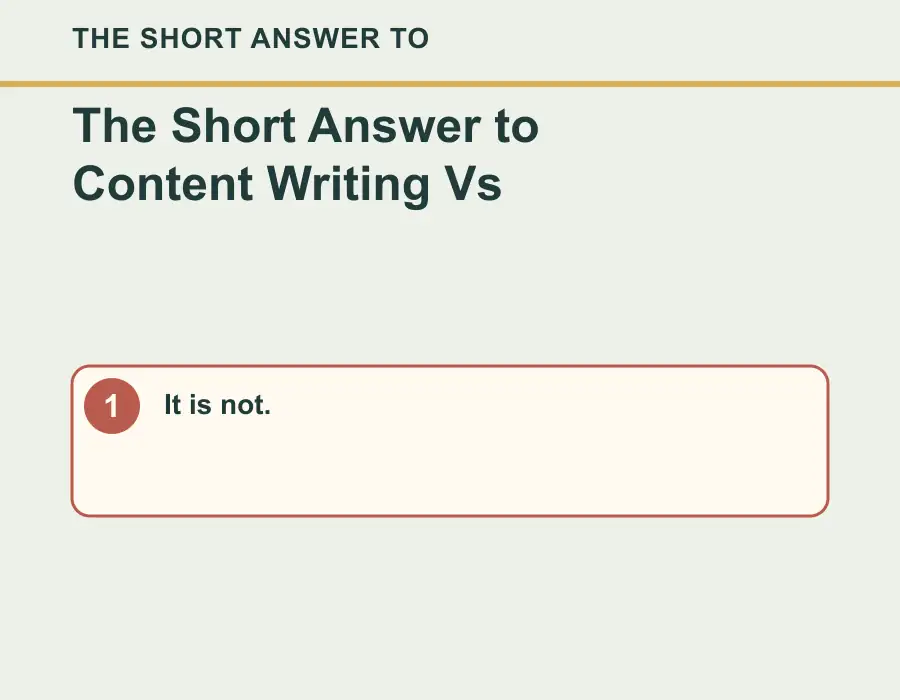 THE SHORT ANSWER TO
The Short Answer to
Content Writing Vs
1 It is not.